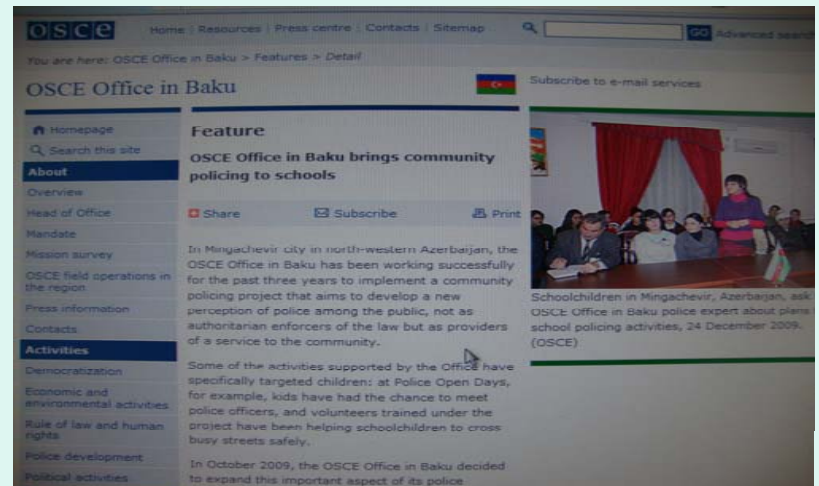 OSCE
Home | Resources | Press centre | Contacts | Sitemap
GO Advanced search
You are here: OSCE Office in Baku > Features > Detail
OSCE Office in Baku
Subscribe to e-mail services
Homepage
Search this site
About
Overview
Head of Office
Mandate
Mission survey
OSCE field operations in
the region
Press information
Contacts
Activities
Democratization
Economic and
environmental activities
Rule of law and human
rights
Police development
Political activities
Feature
OSCE Office in Baku brings community
policing to schools
Share Subscribe Print
In Mingachevir city in north-western Azerbaijan, the
OSCE Office in Baku has been working successfully
for the past three years to implement a community
policing project that aims to develop a new
perception of police among the public, not as
authoritarian enforcers of the law but as providers
of a service to the community.
Some of the activities supported by the Office have
specifically targeted children: at Police Open Days,
for example, kids have had the chance to meet
police officers, and volunteers trained under the
project have been helping schoolchildren to cross
busy streets safely.
In October 2009, the OSCE Office in Baku decided
to expand this important aspect of its police
Schoolchildren in Mingachevir, Azerbaijan, ask
OSCE Office in Baku police expert about plans
school policing activities, 24 December 2009.
(OSCE)